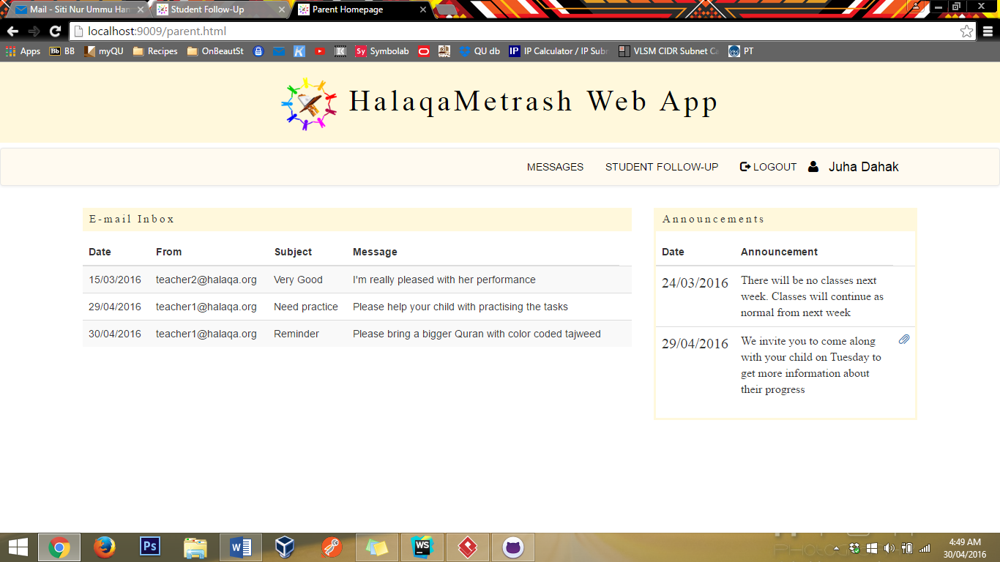 Mail - Siti Nur Ummu Ham
Student Follow-Up
Parent Homepage
localhost:9009/parent.html
Apps
Bb BB
myQU
Recipes
OnBeautSt
Sy Symbolab
QU db
IP IP Calculator / IP Subn
VLSM CIDR Subnet Ca
PT
HalaqaMetrash Web App
MESSAGES
STUDENT FOLLOW-UP
LOGOUT
Juha Dahak
E-mail Inbox
Date From Subject Message
15/03/2016 teacher2@halaqa.org Very Good I'm really pleased with her performance
29/04/2016 teacher1@halaqa.org Need practice Please help your child with practising the tasks
30/04/2016 teacher1@halaqa.org Reminder Please bring a bigger Quran with color coded tajweed
Announcements
Date Announcement
24/03/2016 There will be no classes next
week. Classes will continue as
normal from next week
29/04/2016 We invite you to come along
with your child on Tuesday to
get more information about
their progress
Ps
W
WS
4:49 AM
30/04/2016